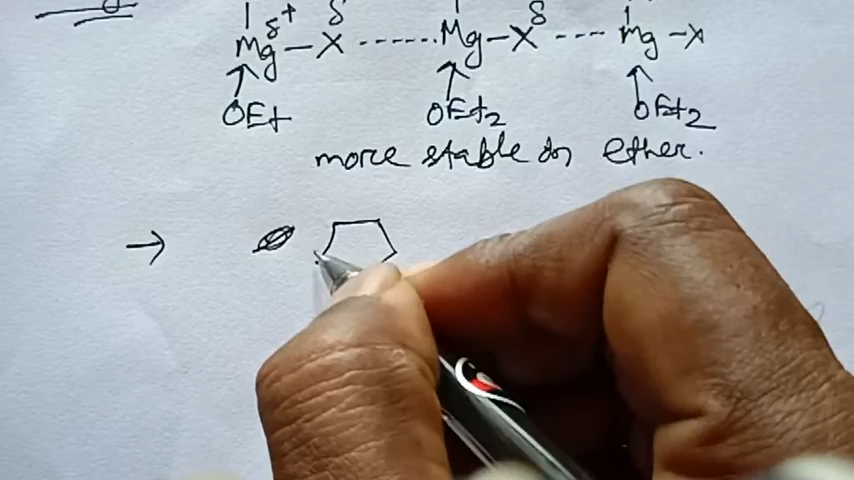 δ+ δ δ
Mg – X ------ Mg – X ---- Mg – X
OEt OEt2 OEt2
more stable in ether.
→